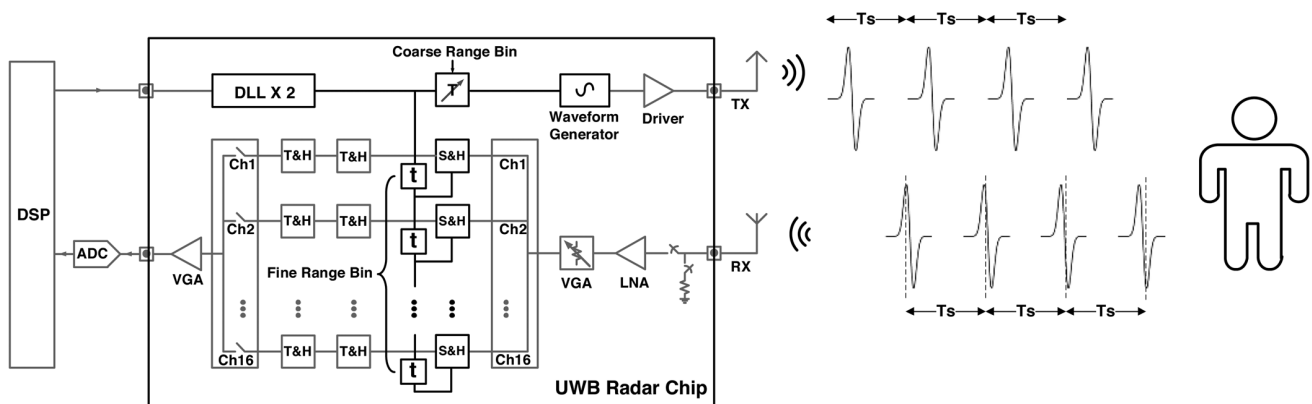 Ts Ts Ts
Coarse Range Bin
DLL X 2
T
Waveform
Generator
Driver
TX
Ch1 T&H T&H S&H Ch1
t
DSP
Ch2 T&H T&H S&H Ch2
t
ADC
VGA
Fine Range Bin
VGA
LNA
RX
Ts Ts Ts
Ch16 T&H T&H S&H Ch16
t
UWB Radar Chip